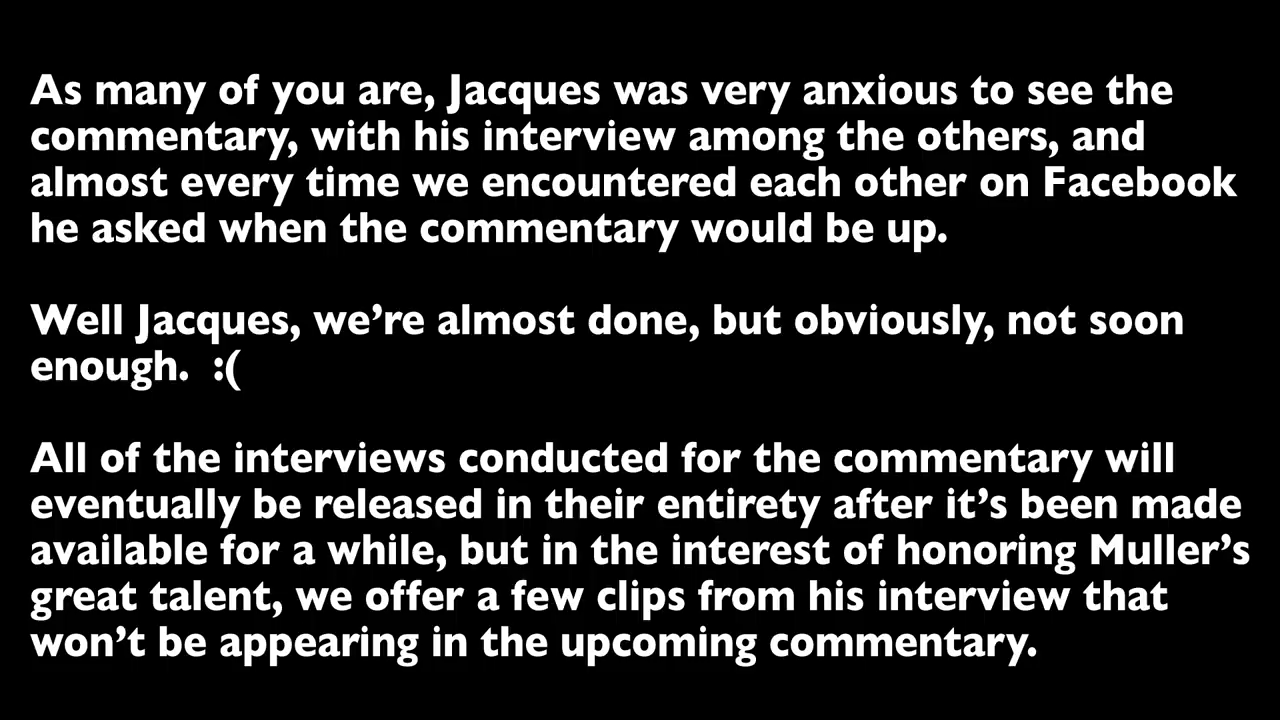 As many of you are, Jacques was very anxious to see the
commentary, with his interview among the others, and
almost every time we encountered each other on Facebook
he asked when the commentary would be up.
Well Jacques, we’re almost done, but obviously, not soon
enough.  :(
All of the interviews conducted for the commentary will
eventually be released in their entirety after it’s been made
available for a while, but in the interest of honoring Muller’s
great talent, we offer a few clips from his interview that
won’t be appearing in the upcoming commentary.